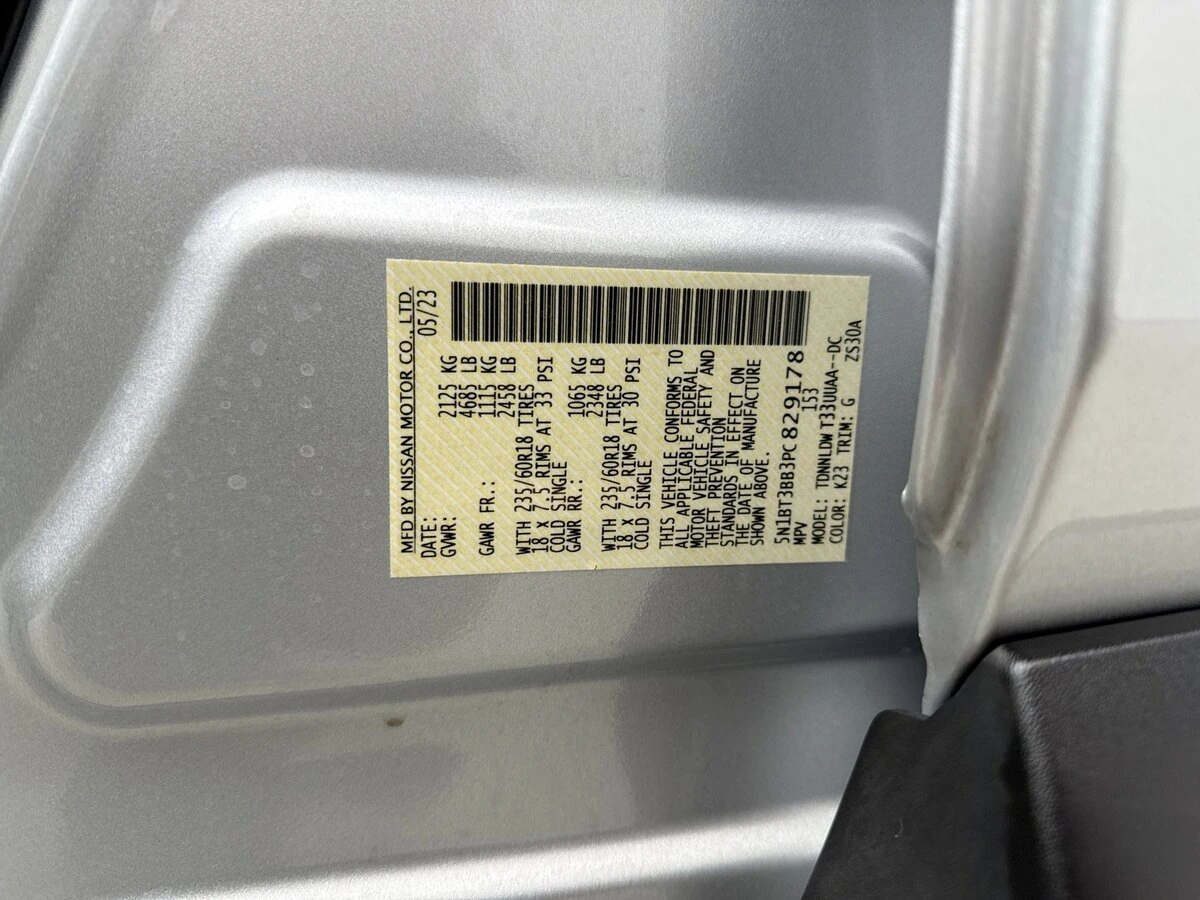 MFD BY NISSAN MOTOR CO.,LTD.
DATE: 05/23
GVWR: 2125 KG
4685 LB
GAWR FR.: 1115 KG
2458 LB
WITH 235/60R18 TIRES
18 x 7.5 RIMS AT 33 PSI
COLD SINGLE
GAWR RR.: 1065 KG
2348 LB
WITH 235/60R18 TIRES
18 x 7.5 RIMS AT 30 PSI
COLD SINGLE
THIS VEHICLE CONFORMS TO
ALL APPLICABLE FEDERAL
MOTOR VEHICLE SAFETY AND
THEFT PREVENTION
STANDARDS IN EFFECT ON
THE DATE OF MANUFACTURE
SHOWN ABOVE.
5N1BT3BB3PC829178
MPV 153
MODEL: TDNNLDW T33UUAA--DC
COLOR: K23 TRIM: G ZS30A